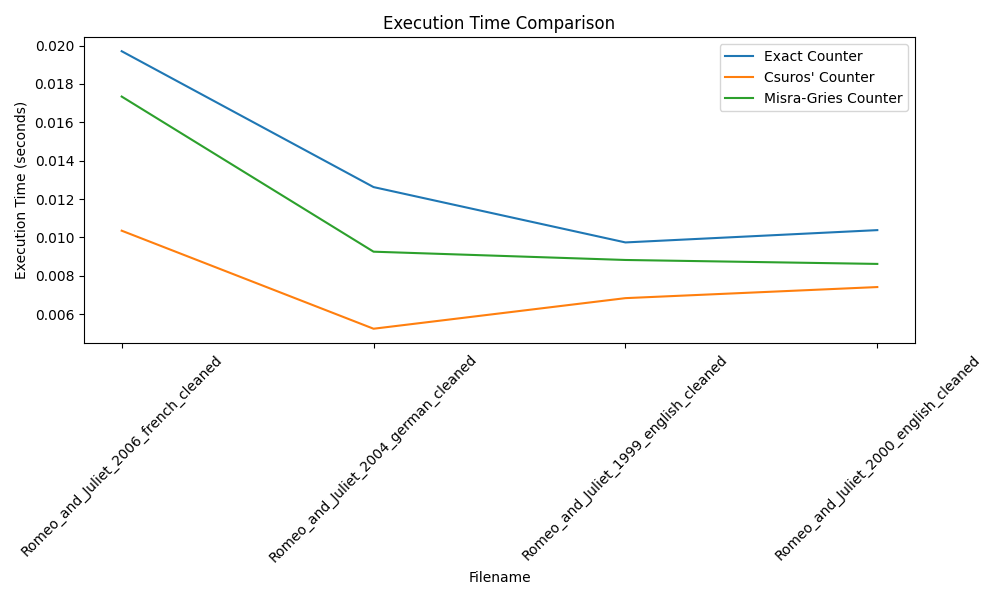 Execution Time Comparison
Execution Time (seconds)
0.020
0.018
0.016
0.014
0.012
0.010
0.008
0.006
Exact Counter
Csuros' Counter
Misra-Gries Counter
Romeo_and_Juliet_2006_french_cleaned
Romeo_and_Juliet_2004_german_cleaned
Romeo_and_Juliet_1999_english_cleaned
Romeo_and_Juliet_2000_english_cleaned
Filename